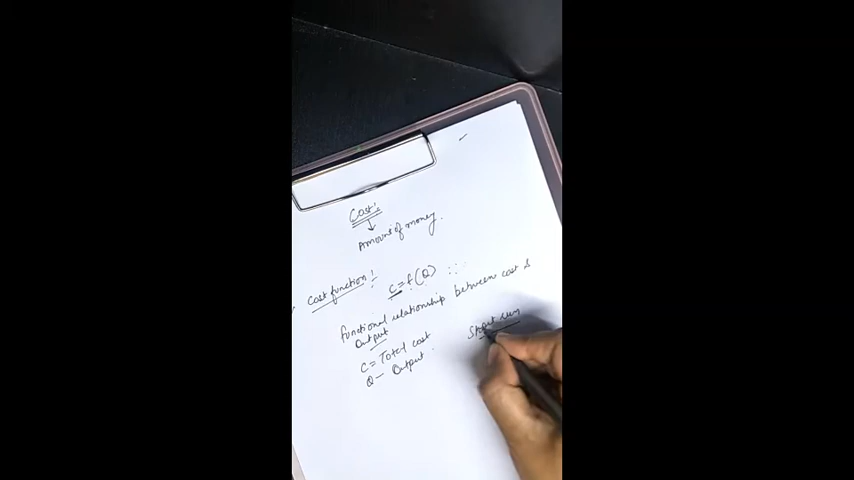 Cost:
Amount of money.
Cost function:
C = f(Q)
functional relationship between cost &
Output
C = Total cost
Q – Output
Short run